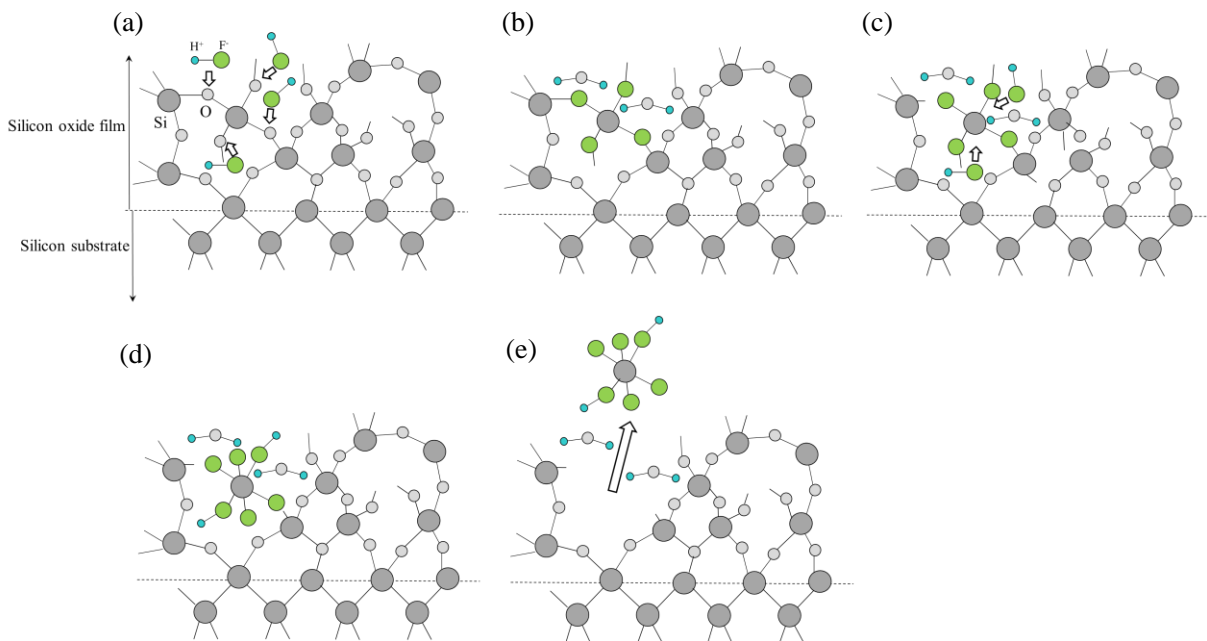 (a)
(b)
(c)
H⁺
F⁻
O
Si
Silicon oxide film
Silicon substrate
(d)
(e)